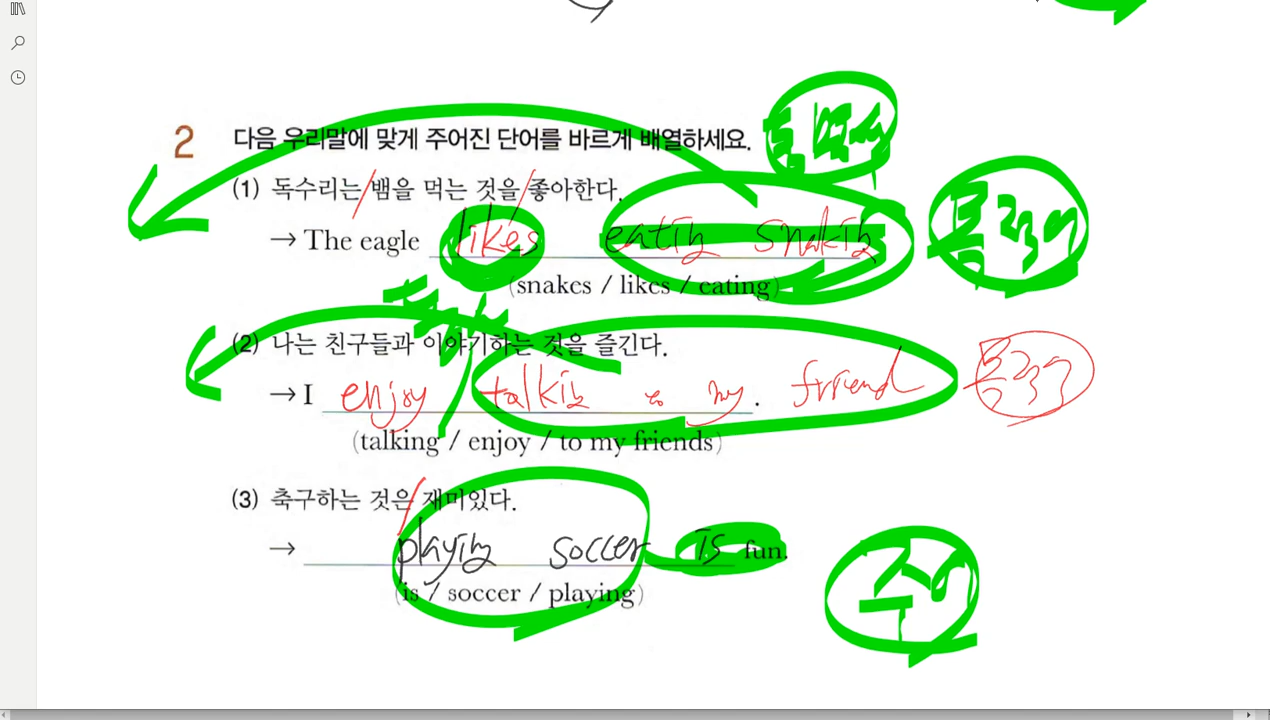 2 다음 우리말에 맞게 주어진 단어를 바르게 배열하세요.
(1) 독수리는 / 뱀을 먹는 것을 / 좋아한다.
→ The eagle likes eating
(snakes / likes / eating)
목적어
(2) 나는 친구들과 이야기하는 것을 즐긴다.
→ I enjoy / talking to my . friend
목적어
(talking / enjoy / to my friends)
(3) 축구하는 것은 / 재미있다.
→ playing soccer is fun.
(is / soccer / playing)
주어